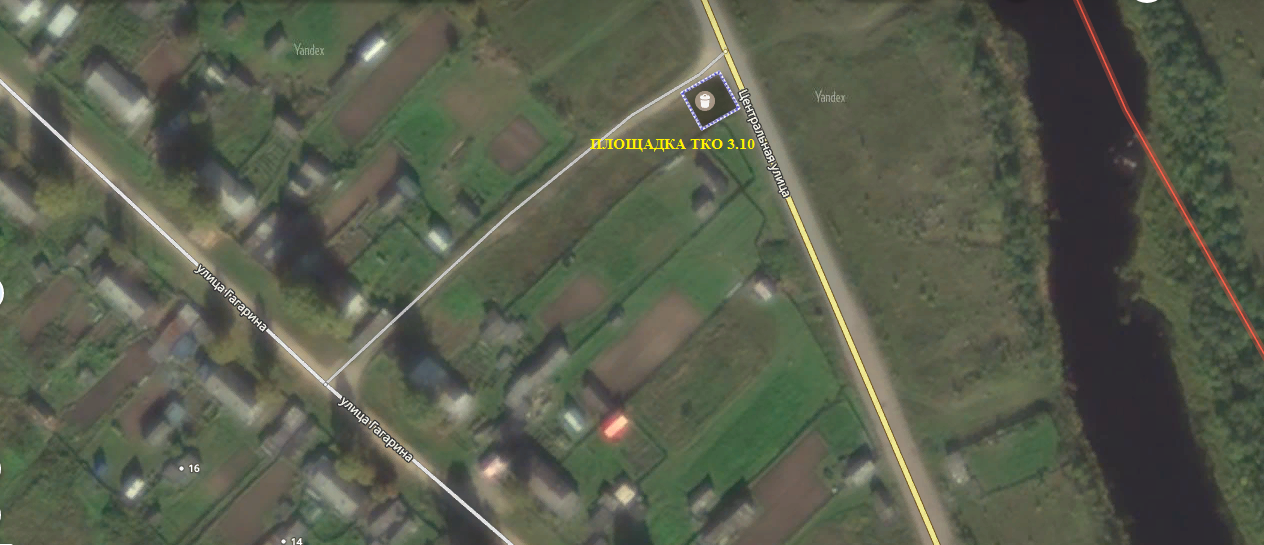 Yandex
Yandex
Центральная улица
ПЛОЩАДКА ТКО 3.10
улица Гагарина
улица Гагарина
16
14